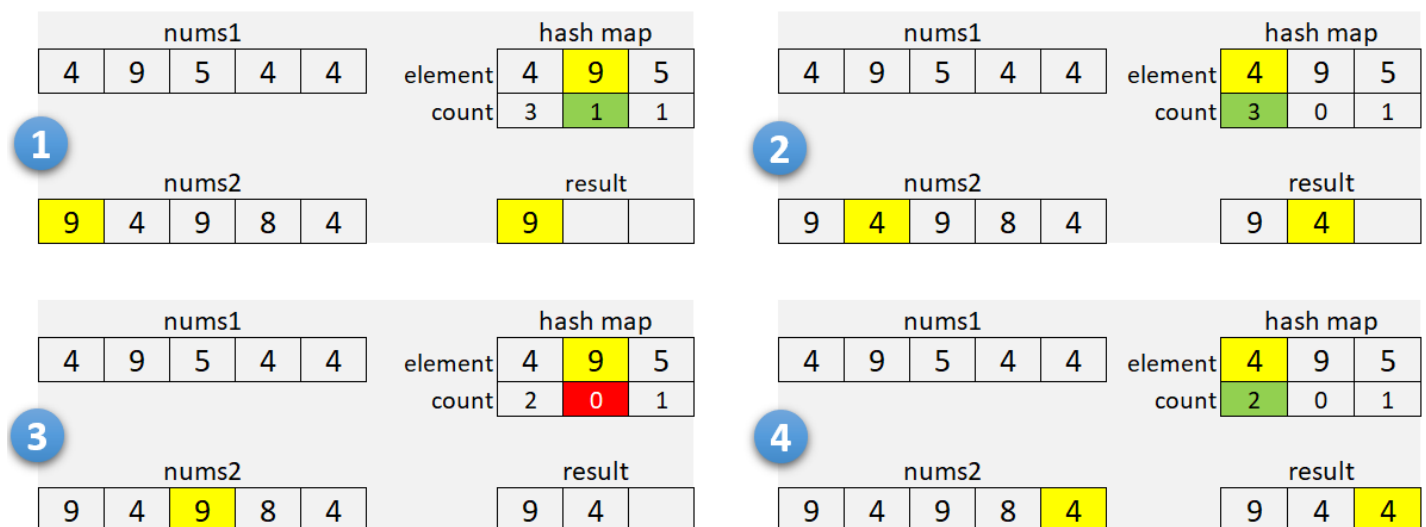 nums1 hash map
4 9 5 4 4 element 4 9 5
count 3 1 1
1
nums2 result
9 4 9 8 4 9
nums1 hash map
4 9 5 4 4 element 4 9 5
count 3 0 1
2
nums2 result
9 4 9 8 4 9 4
nums1 hash map
4 9 5 4 4 element 4 9 5
count 2 0 1
3
nums2 result
9 4 9 8 4 9 4
nums1 hash map
4 9 5 4 4 element 4 9 5
count 2 0 1
4
nums2 result
9 4 9 8 4 9 4 4